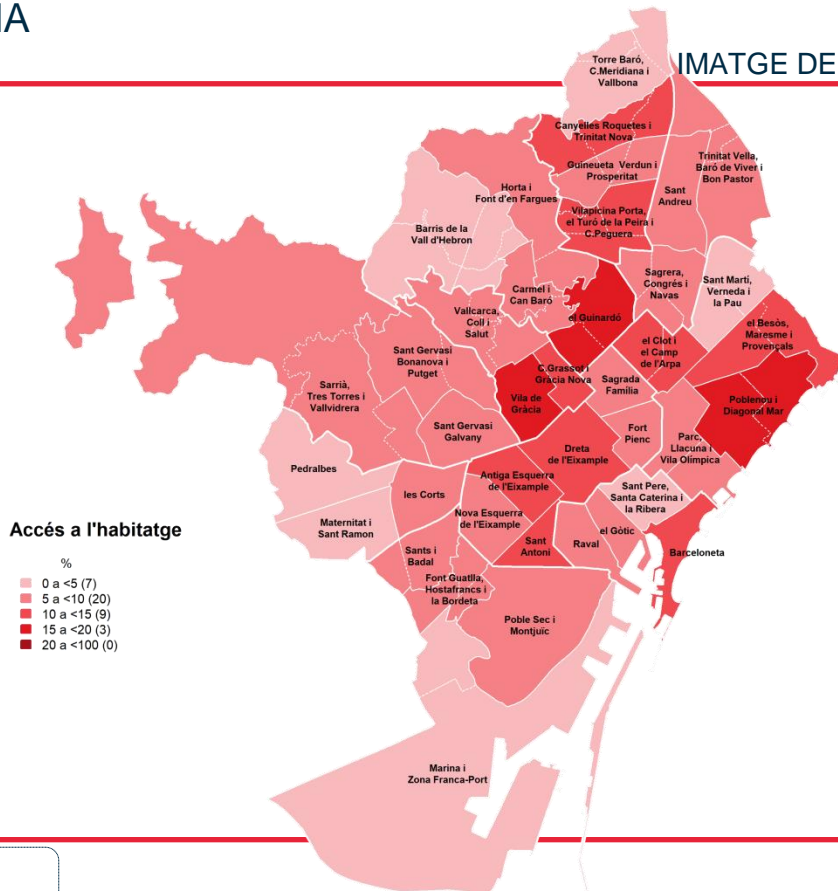 IMATGE DE
Torre Baró,
C.Meridiana i
Vallbona
Canyelles Roquetes i
Trinitat Nova
Guineueta Verdun i
Prosperitat
Trinitat Vella,
Baró de Viver i
Bon Pastor
Horta i
Font d'en Fargues
Sant
Andreu
Vilapicina Porta,
el Turó de la Peira i
C.Peguera
Barris de la
Vall d'Hebron
Carmel i
Can Baró
Sagrera,
Congrés i
Navas
Sant Martí,
Verneda i
la Pau
Vallcarca,
Coll i
Salut
el Guinardó
el Besòs,
Maresme i
Provençals
el Clot i
el Camp
de l'Arpa
Sant Gervasi
Bonanova i
Putget
C.Grassot i
Gràcia Nova
Sagrada
Família
Sarrià,
Tres Torres i
Vallvidrera
Vila de
Gràcia
Poblenou i
Diagonal Mar
Sant Gervasi
Galvany
Fort
Pienc
Parc,
Llacuna i
Vila Olímpica
Dreta
de l'Eixample
Pedralbes
Antiga Esquerra
de l'Eixample
Sant Pere,
Santa Caterina i
la Ribera
les Corts
Nova Esquerra
de l'Eixample
Maternitat i
Sant Ramon
Sant
Antoni
Raval
el Gòtic
Barceloneta
Sants i
Badal
Font Guatlla,
Hostafrancs i
la Bordeta
Poble Sec i
Montjuïc
Marina i
Zona Franca-Port
Accés a l'habitatge
%
0 a <5 (7)
5 a <10 (20)
10 a <15 (9)
15 a <20 (3)
20 a <100 (0)